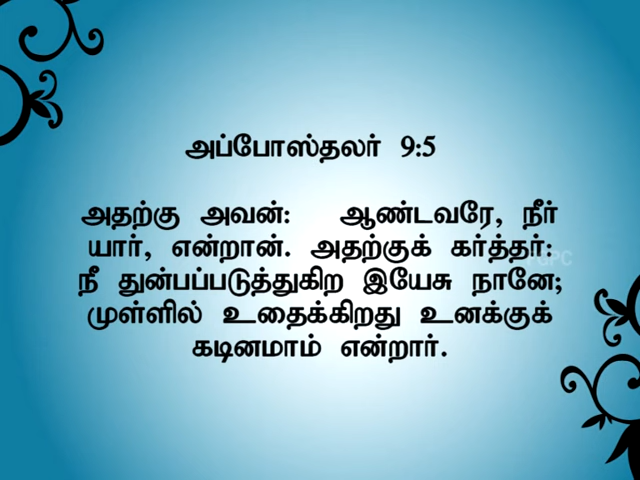 அப்போஸ்தலர் 9:5
அதற்கு அவன்: ஆண்டவரே, நீர்
யார், என்றான். அதற்குக் கர்த்தர்:
நீ துன்பப்படுத்துகிற இயேசு நானே;
முள்ளில் உதைக்கிறது உனக்குக்
கடினமாம் என்றார்.